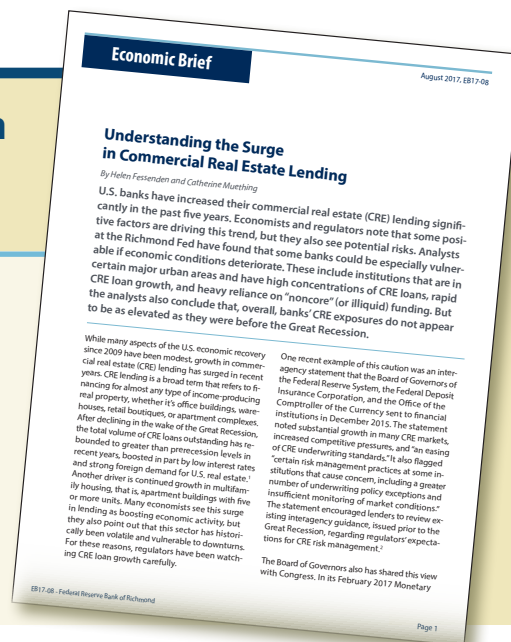 Economic Brief
August 2017, EB17-08
Understanding the Surge
in Commercial Real Estate Lending
By Helen Fessenden and Catherine Muething
U.S. banks have increased their commercial real estate (CRE) lending signifi-
cantly in the past five years. Economists and regulators note that some posi-
tive factors are driving this trend, but they also see potential risks. Analysts
at the Richmond Fed have found that some banks could be especially vulner-
able if economic conditions deteriorate. These include institutions that are in
certain major urban areas and have high concentrations of CRE loans, rapid
CRE loan growth, and heavy reliance on "noncore" (or illiquid) funding. But
the analysts also conclude that, overall, banks' CRE exposures do not appear
to be as elevated as they were before the Great Recession.
While many aspects of the U.S. economic recovery
since 2009 have been modest, growth in commer-
cial real estate (CRE) lending has surged in recent
years. CRE lending is a broad term that refers to fi-
nancing for almost any type of income-producing
real property, whether it's office buildings, ware-
houses, retail boutiques, or apartment complexes.
After declining in the wake of the Great Recession,
the total volume of CRE loans outstanding has re-
bounded to greater than prerecession levels in
recent years, boosted in part by low interest rates
and strong foreign demand for U.S. real estate.¹
Another driver is continued growth in multifam-
ily housing, that is, apartment buildings with five
or more units. Many economists see this surge
in lending as boosting economic activity, but
they also point out that this sector has histori-
cally been volatile and vulnerable to downturns.
For these reasons, regulators have been watch-
ing CRE loan growth carefully.
One recent example of this caution was an inter-
agency statement that the Board of Governors of
the Federal Reserve System, the Federal Deposit
Insurance Corporation, and the Office of the
Comptroller of the Currency sent to financial
institutions in December 2015. The statement
noted substantial growth in many CRE markets,
increased competitive pressures, and "an easing
of CRE underwriting standards." It also flagged
"certain risk management practices at some in-
stitutions that cause concern, including a greater
number of underwriting policy exceptions and
insufficient monitoring of market conditions."
The statement encouraged lenders to review ex-
isting interagency guidance, issued prior to the
Great Recession, regarding regulators' expecta-
tions for CRE risk management.²
The Board of Governors also has shared this view
with Congress. In its February 2017 Monetary
EB17-08 - Federal Reserve Bank of Richmond
Page 1